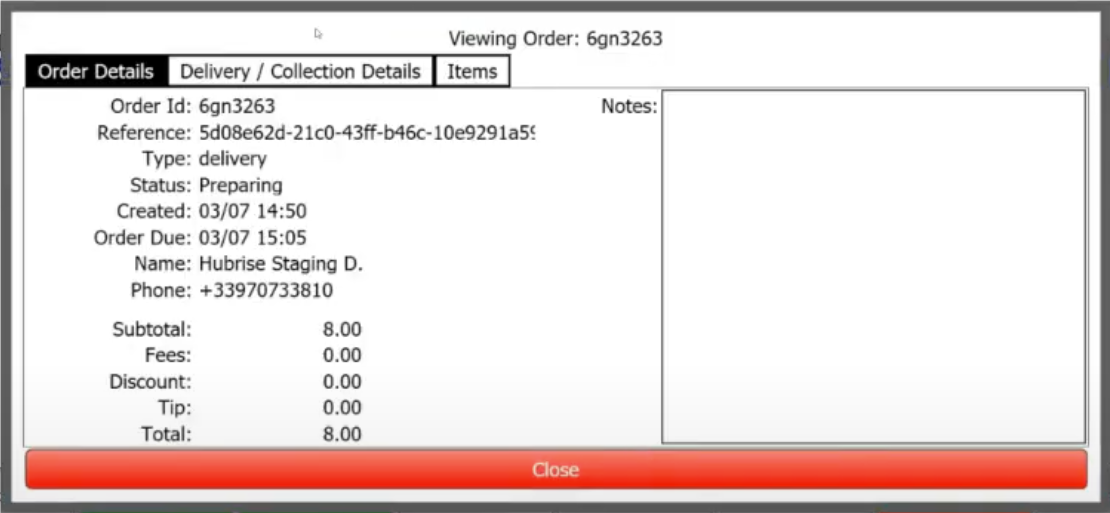 Viewing Order: 6gn3263
Order Details Delivery / Collection Details Items
Order Id: 6gn3263
Reference: 5d08e62d-21c0-43ff-b46c-10e9291a59
Type: delivery
Status: Preparing
Created: 03/07 14:50
Order Due: 03/07 15:05
Name: Hubrise Staging D.
Phone: +33970733810
Subtotal: 8.00
Fees: 0.00
Discount: 0.00
Tip: 0.00
Total: 8.00
Notes:
Close